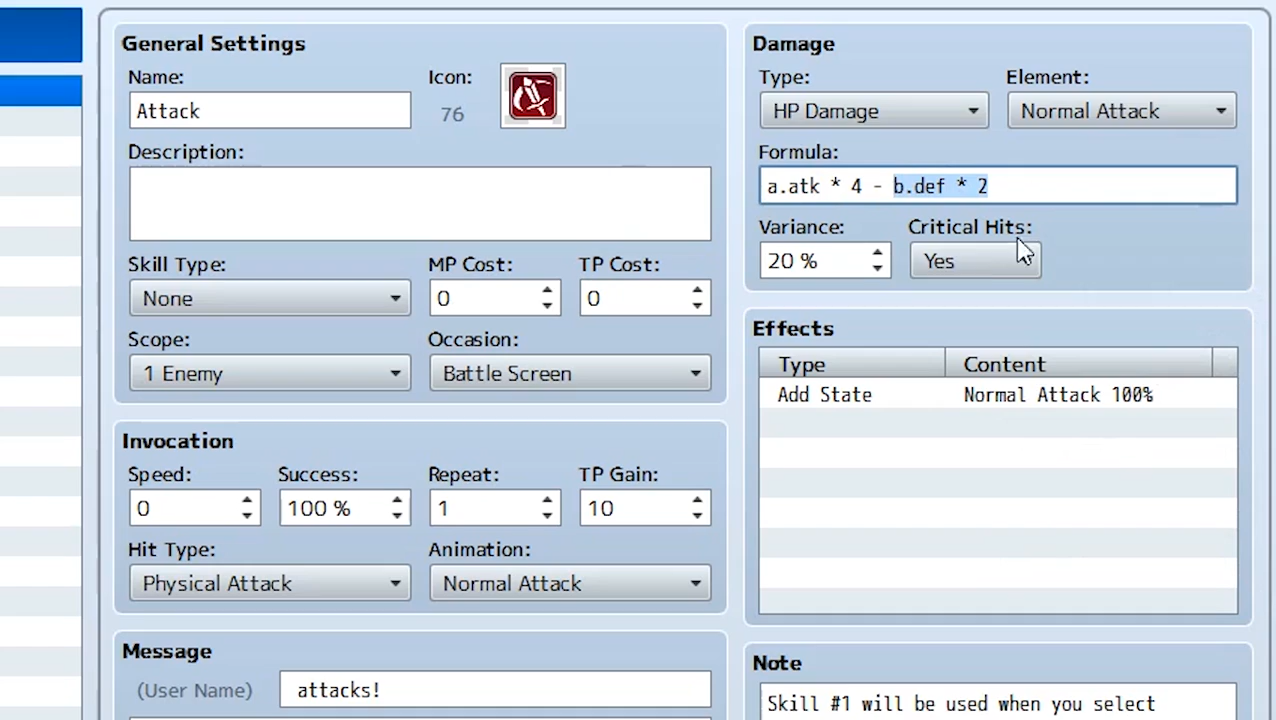 General Settings
Name:
Icon:
Attack
76
Description:
Skill Type:
MP Cost:
TP Cost:
None
0
0
Scope:
Occasion:
1 Enemy
Battle Screen
Invocation
Speed:
Success:
Repeat:
TP Gain:
0
100 %
1
10
Hit Type:
Animation:
Physical Attack
Normal Attack
Message
(User Name)
attacks!
Damage
Type:
Element:
HP Damage
Normal Attack
Formula:
a.atk * 4 - b.def * 2
Variance:
Critical Hits:
20 %
Yes
Effects
Type
Content
Add State
Normal Attack 100%
Note
Skill #1 will be used when you select